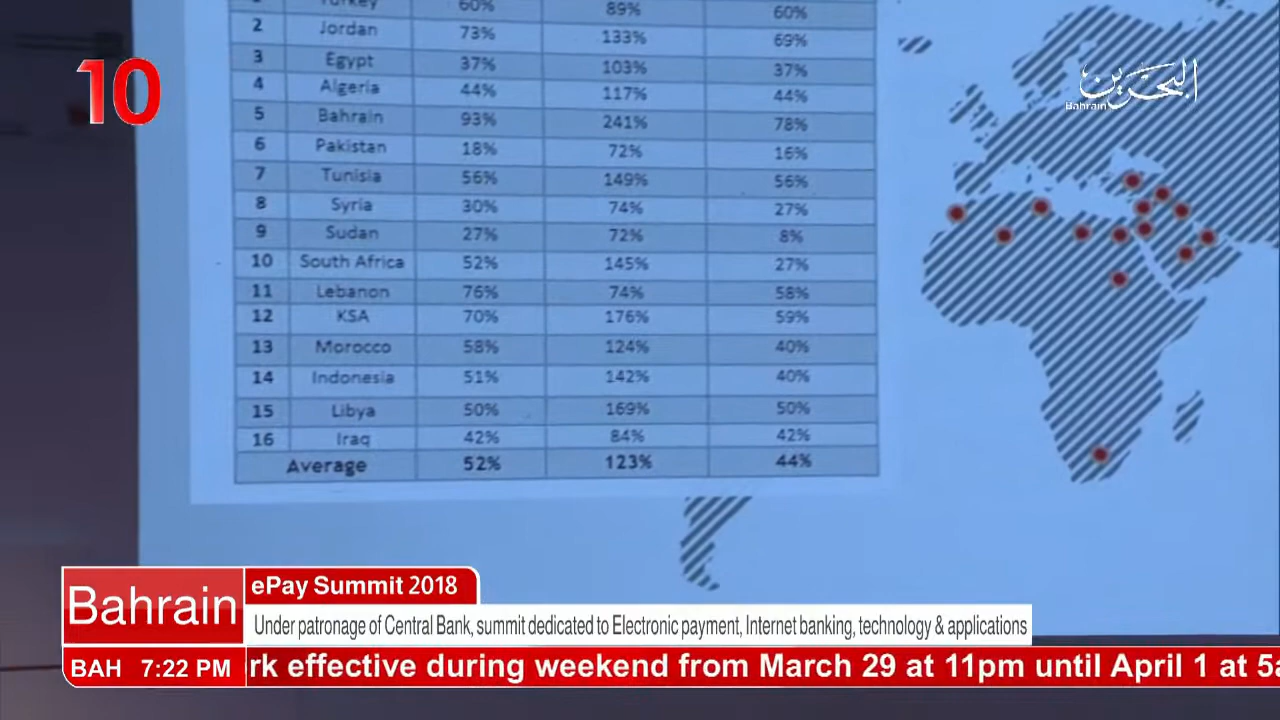 Turkey 60% 89% 60%
2 Jordan 73% 133% 69%
3 Egypt 37% 103% 37%
4 Algeria 44% 117% 44%
5 Bahrain 93% 241% 78%
6 Pakistan 18% 72% 16%
7 Tunisia 56% 149% 56%
8 Syria 30% 74% 27%
9 Sudan 27% 72% 8%
10 South Africa 52% 145% 27%
11 Lebanon 76% 74% 58%
12 KSA 70% 176% 59%
13 Morocco 58% 124% 40%
14 Indonesia 51% 142% 40%
15 Libya 50% 169% 50%
16 Iraq 42% 84% 42%
Average 52% 123% 44%
10
البحرين
Bahrain
Bahrain
ePay Summit 2018
Under patronage of Central Bank, summit dedicated to Electronic payment, Internet banking, technology & applications
BAH 7:22 PM
rk effective during weekend from March 29 at 11pm until April 1 at 5a